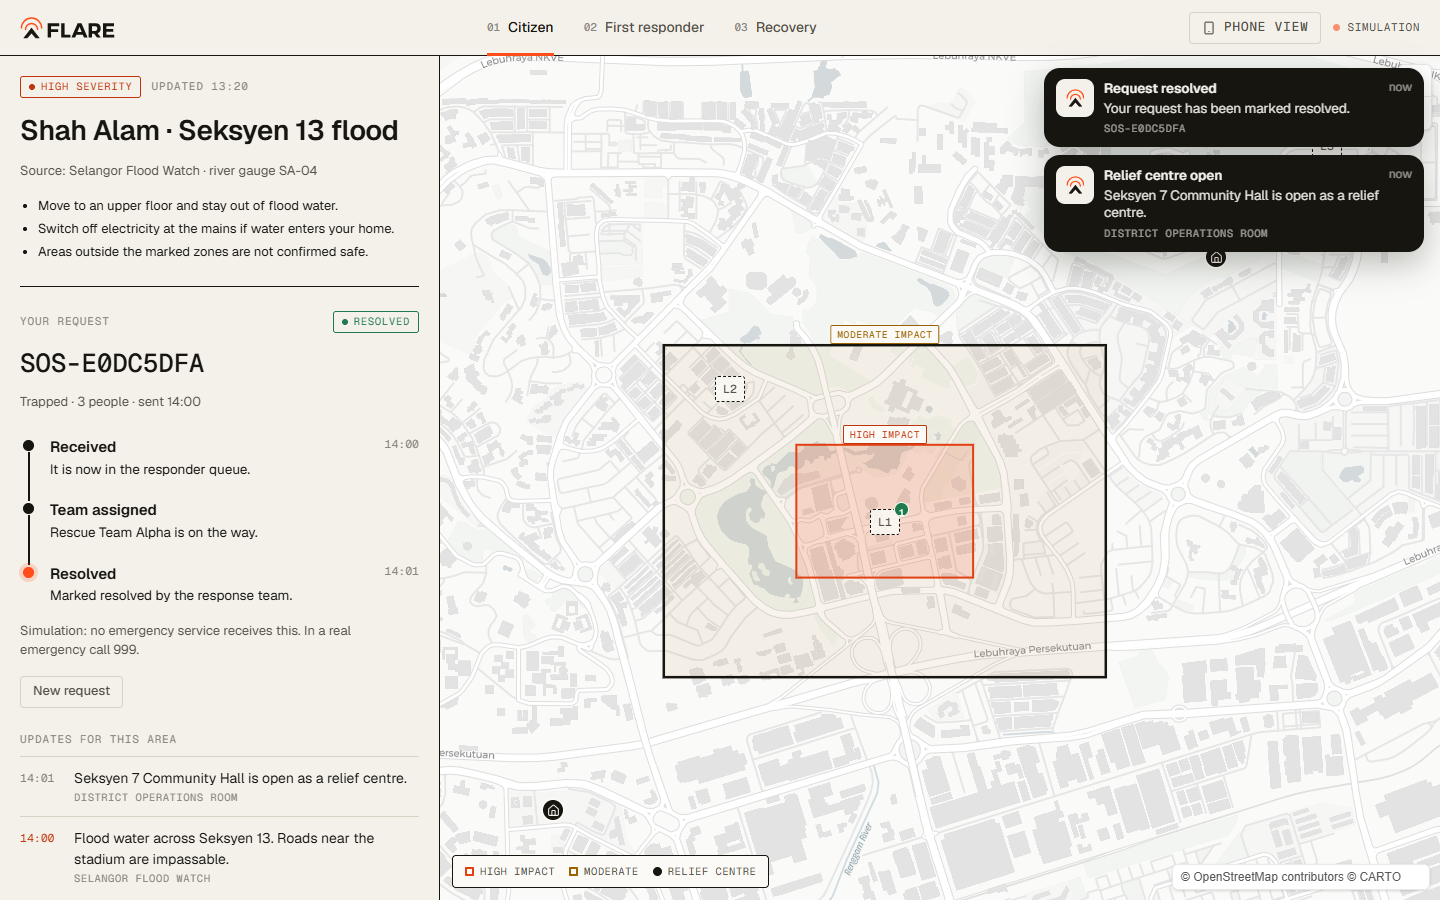 FLARE
01 Citizen
02 First responder
03 Recovery
PHONE VIEW
SIMULATION
HIGH SEVERITY
UPDATED 13:20
Shah Alam · Seksyen 13 flood
Source: Selangor Flood Watch · river gauge SA-04
• Move to an upper floor and stay out of flood water.
• Switch off electricity at the mains if water enters your home.
• Areas outside the marked zones are not confirmed safe.
YOUR REQUEST
RESOLVED
SOS-E0DC5DFA
Trapped · 3 people · sent 14:00
Received 14:00
It is now in the responder queue.
Team assigned
Rescue Team Alpha is on the way.
Resolved 14:01
Marked resolved by the response team.
Simulation: no emergency service receives this. In a real
emergency call 999.
New request
UPDATES FOR THIS AREA
14:01 Seksyen 7 Community Hall is open as a relief centre.
DISTRICT OPERATIONS ROOM
14:00 Flood water across Seksyen 13. Roads near the
stadium are impassable.
SELANGOR FLOOD WATCH
Lebuhraya NKVE
Lebuhraya NKVE
Request resolved now
Your request has been marked resolved.
SOS-E0DC5DFA
Relief centre open now
Seksyen 7 Community Hall is open as a relief
centre.
DISTRICT OPERATIONS ROOM
MODERATE IMPACT
L2
HIGH IMPACT
L1
1
Lebuhraya Persekutuan
ersekutuan
Renggam River
HIGH IMPACT
MODERATE
RELIEF CENTRE
© OpenStreetMap contributors © CARTO